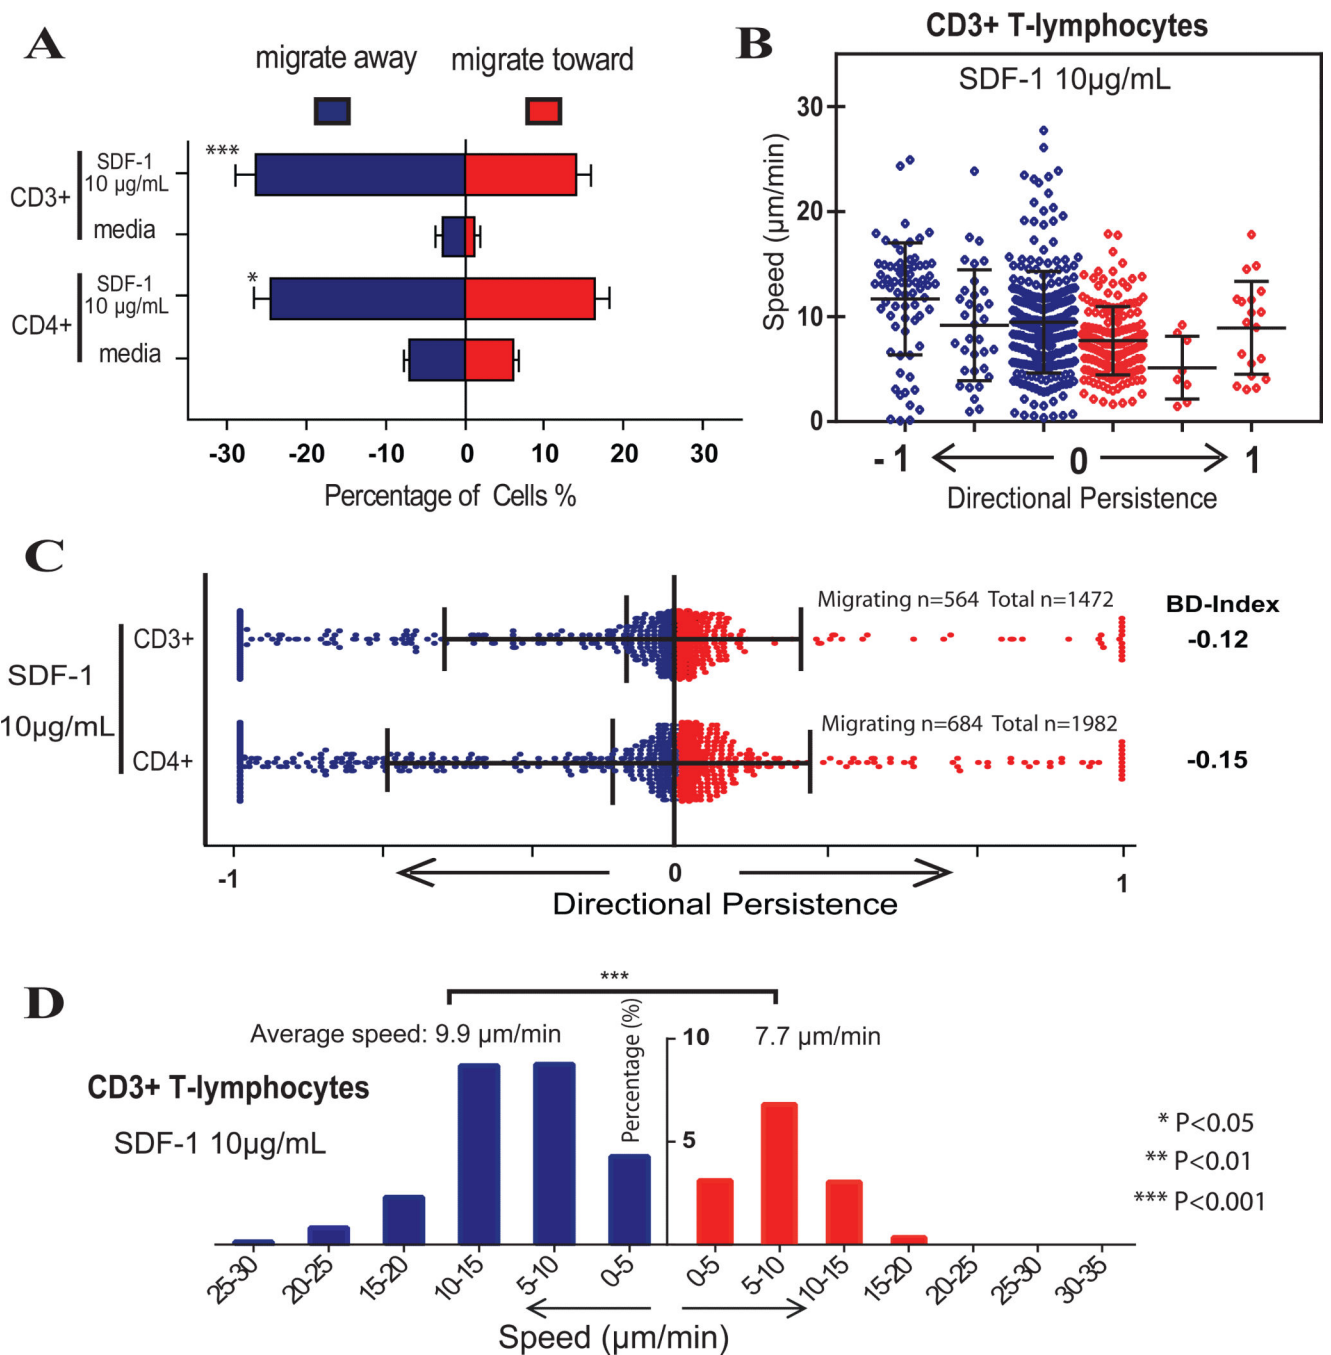 A
migrate away
migrate toward
***
CD3+
SDF-1
10 µg/mL
media
*
CD4+
SDF-1
10 µg/mL
media
-30 -20 -10 0 10 20 30
Percentage of Cells %
B
CD3+ T-lymphocytes
SDF-1 10µg/mL
Speed (µm/min)
30
20
10
0
-1 0 1
Directional Persistence
C
SDF-1
10µg/mL
CD3+
Migrating n=564 Total n=1472
BD-Index
-0.12
CD4+
Migrating n=684 Total n=1982
-0.15
-1 0 1
Directional Persistence
D
***
Average speed: 9.9 µm/min
Percentage (%)
10
7.7 µm/min
CD3+ T-lymphocytes
SDF-1 10µg/mL
5
* P<0.05
** P<0.01
*** P<0.001
25-30 20-25 15-20 10-15 5-10 0-5 0-5 5-10 10-15 15-20 20-25 25-30 30-35
Speed (µm/min)